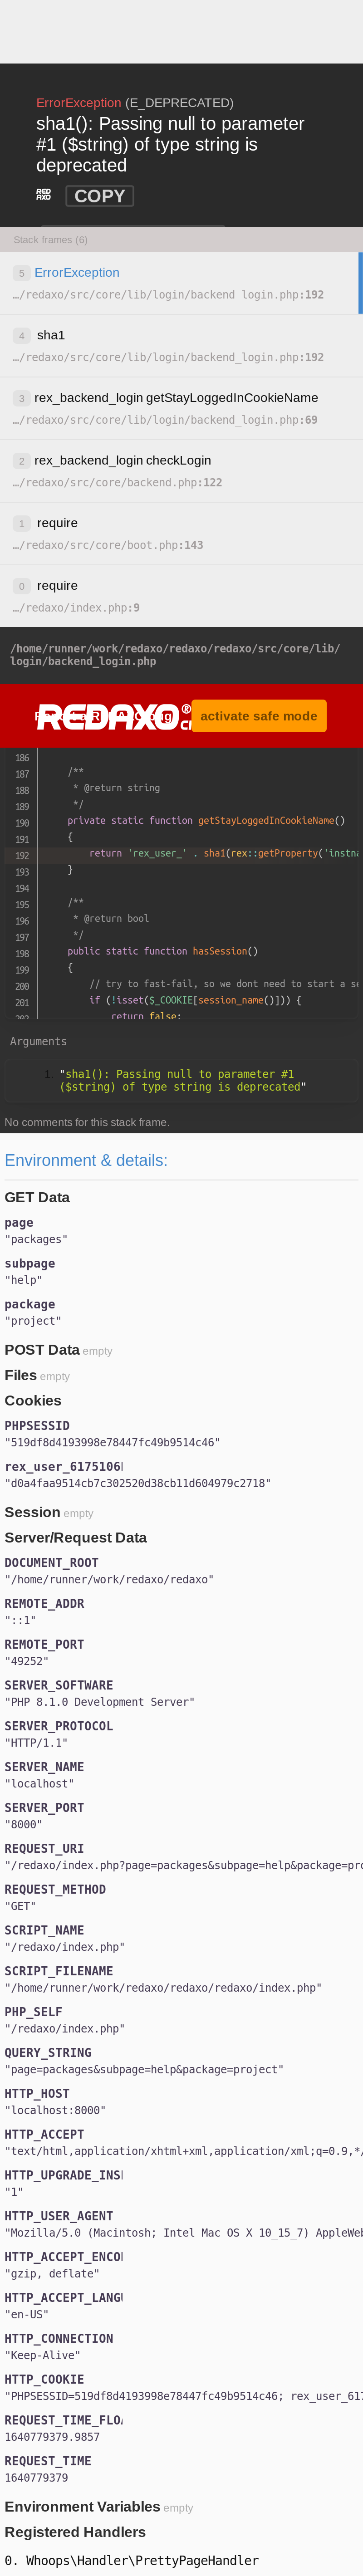 ErrorException (E_DEPRECATED)
sha1(): Passing null to parameter
#1 ($string) of type string is
deprecated
RED
AXO
COPY
Stack frames (6)
5 ErrorException
…/redaxo/src/core/lib/login/backend_login.php:192
4 sha1
…/redaxo/src/core/lib/login/backend_login.php:192
3 rex_backend_login getStayLoggedInCookieName
…/redaxo/src/core/lib/login/backend_login.php:69
2 rex_backend_login checkLogin
…/redaxo/src/core/backend.php:122
1 require
…/redaxo/src/core/boot.php:143
0 require
…/redaxo/index.php:9
/home/runner/work/redaxo/redaxo/redaxo/src/core/lib/
login/backend_login.php
REDAXO®
activate safe mode
186
187 /**
188 * @return string
189 */
190 private static function getStayLoggedInCookieName()
191 {
192 return 'rex_user_' . sha1(rex::getProperty('instna
193 }
194
195 /**
196 * @return bool
197 */
198 public static function hasSession()
199 {
200 // try to fast-fail, so we dont need to start a se
201 if (!isset($_COOKIE[session_name()])) {
202 return false;
Arguments
1. "sha1(): Passing null to parameter #1
($string) of type string is deprecated"
No comments for this stack frame.
Environment & details:
GET Data
page
"packages"
subpage
"help"
package
"project"
POST Data empty
Files empty
Cookies
PHPSESSID
"519df8d4193998e78447fc49b9514c46"
rex_user_6175106
"d0a4faa9514cb7c302520d38cb11d604979c2718"
Session empty
Server/Request Data
DOCUMENT_ROOT
"/home/runner/work/redaxo/redaxo"
REMOTE_ADDR
"::1"
REMOTE_PORT
"49252"
SERVER_SOFTWARE
"PHP 8.1.0 Development Server"
SERVER_PROTOCOL
"HTTP/1.1"
SERVER_NAME
"localhost"
SERVER_PORT
"8000"
REQUEST_URI
"/redaxo/index.php?page=packages&subpage=help&package=pro
REQUEST_METHOD
"GET"
SCRIPT_NAME
"/redaxo/index.php"
SCRIPT_FILENAME
"/home/runner/work/redaxo/redaxo/redaxo/index.php"
PHP_SELF
"/redaxo/index.php"
QUERY_STRING
"page=packages&subpage=help&package=project"
HTTP_HOST
"localhost:8000"
HTTP_ACCEPT
"text/html,application/xhtml+xml,application/xml;q=0.9,*/
HTTP_UPGRADE_INS
"1"
HTTP_USER_AGENT
"Mozilla/5.0 (Macintosh; Intel Mac OS X 10_15_7) AppleWeb
HTTP_ACCEPT_ENCO
"gzip, deflate"
HTTP_ACCEPT_LANG
"en-US"
HTTP_CONNECTION
"Keep-Alive"
HTTP_COOKIE
"PHPSESSID=519df8d4193998e78447fc49b9514c46; rex_user_617
REQUEST_TIME_FLO
1640779379.9857
REQUEST_TIME
1640779379
Environment Variables empty
Registered Handlers
0. Whoops\Handler\PrettyPageHandler